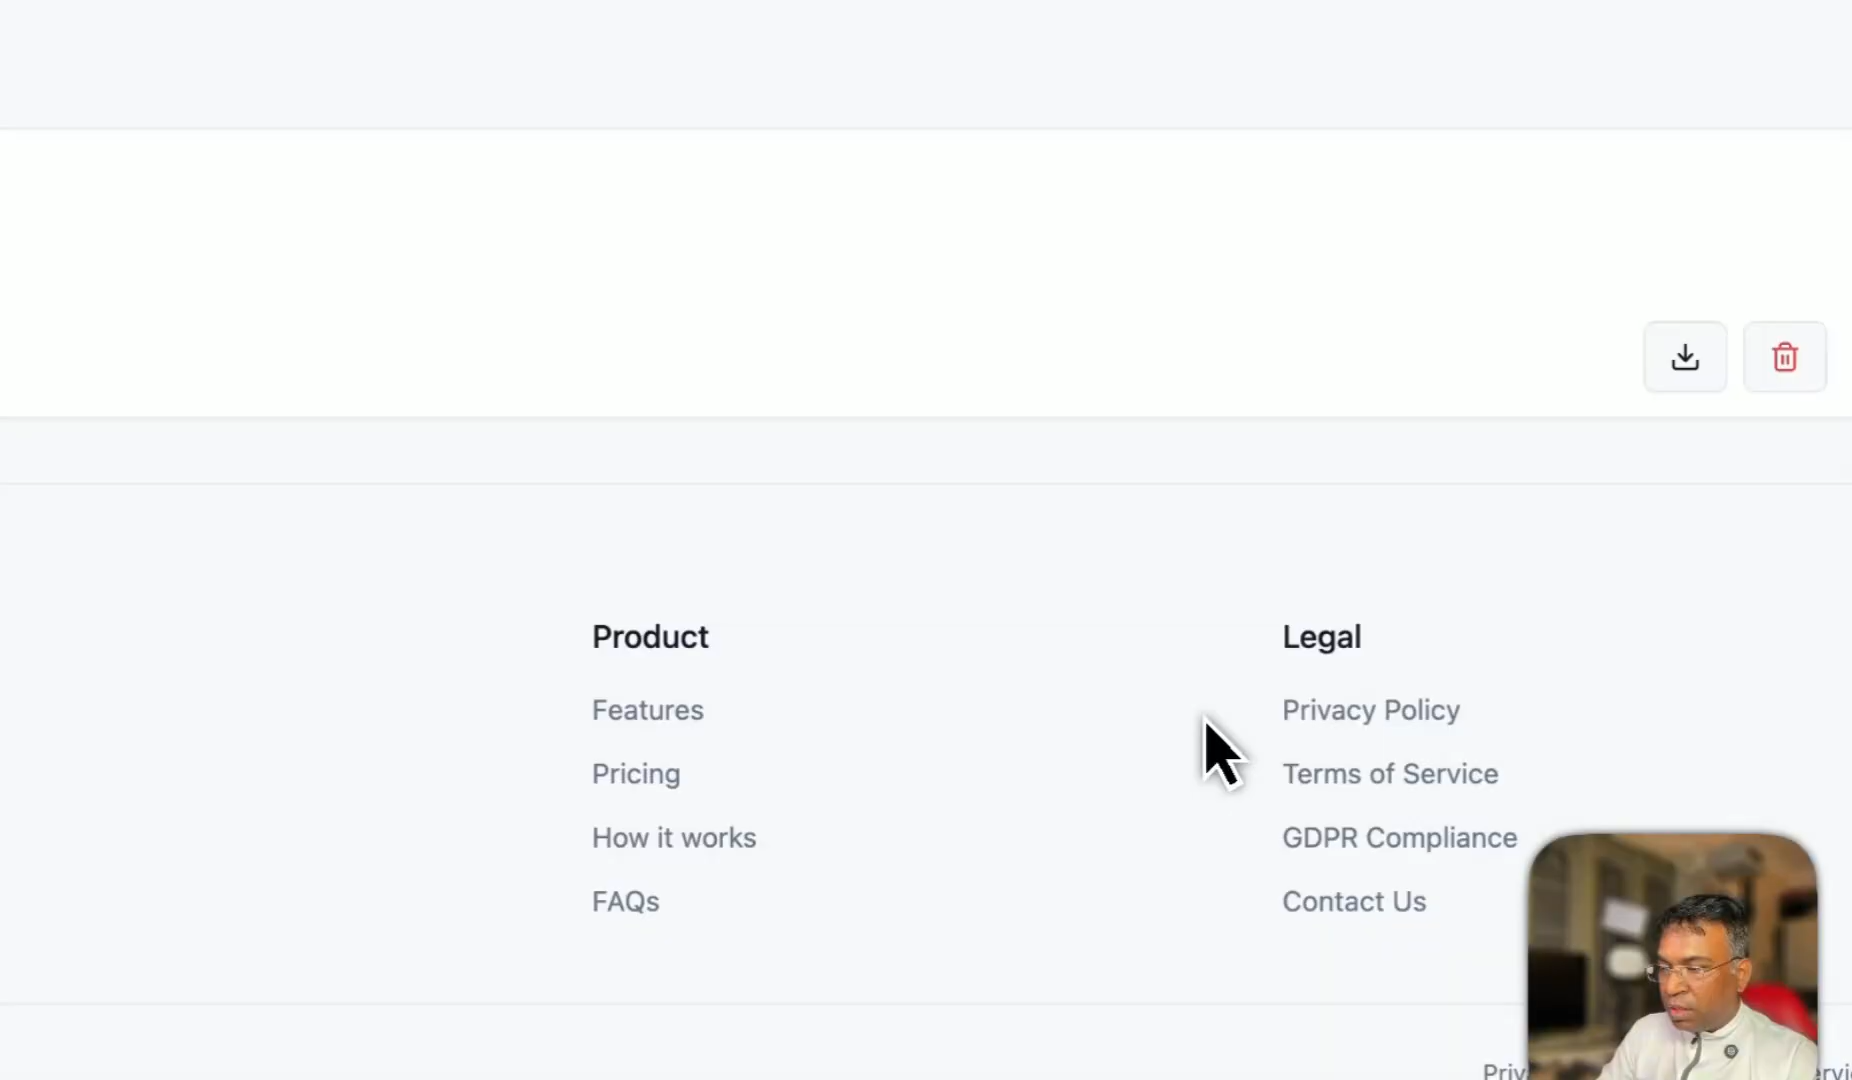 Product
Features
Pricing
How it works
FAQs
Legal
Privacy Policy
Terms of Service
GDPR Compliance
Contact Us